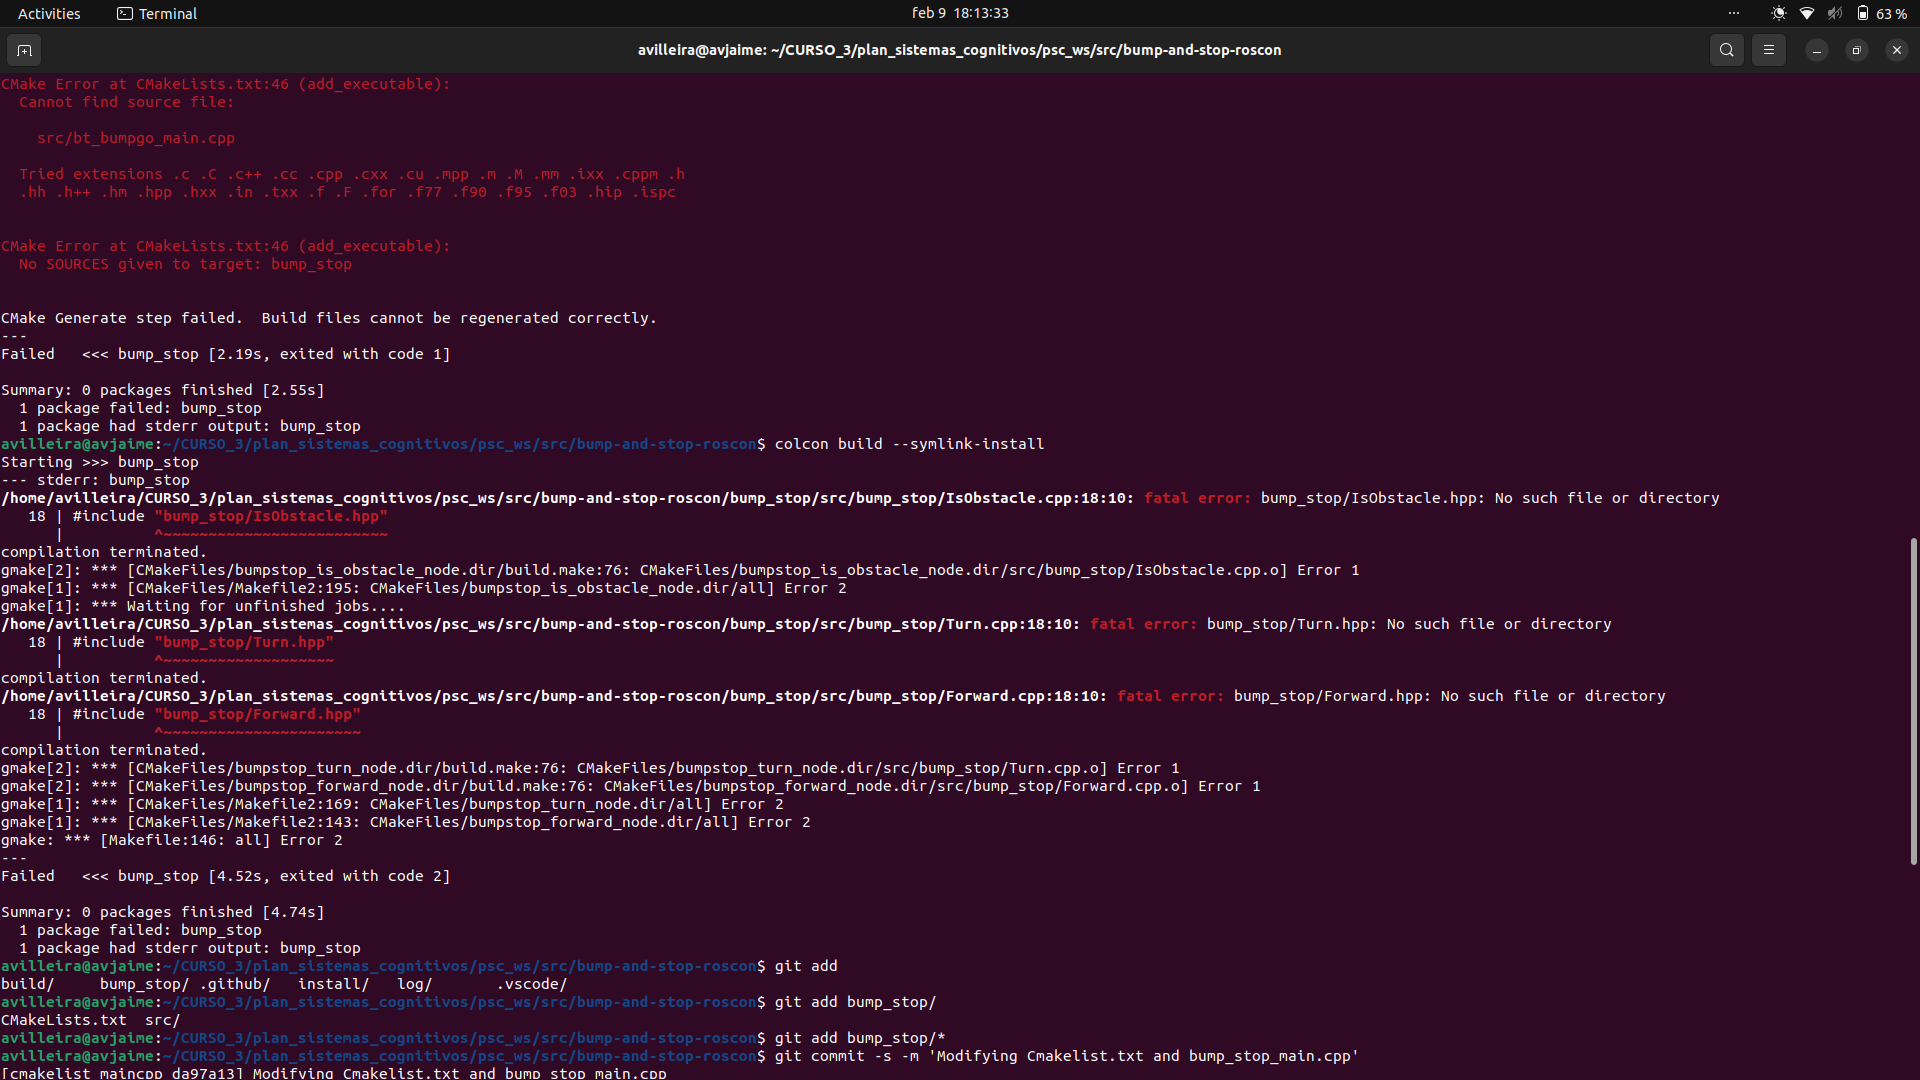 Activities
Terminal
feb 9  18:13:33
63 %
avilleira@avjaime: ~/CURSO_3/plan_sistemas_cognitivos/psc_ws/src/bump-and-stop-roscon
CMake Error at CMakeLists.txt:46 (add_executable):
  Cannot find source file:

    src/bt_bumpgo_main.cpp

  Tried extensions .c .C .c++ .cc .cpp .cxx .cu .mpp .m .M .mm .ixx .cppm .h
  .hh .h++ .hm .hpp .hxx .in .txx .f .F .for .f77 .f90 .f95 .f03 .hip .ispc


CMake Error at CMakeLists.txt:46 (add_executable):
  No SOURCES given to target: bump_stop


CMake Generate step failed.  Build files cannot be regenerated correctly.
---
Failed   <<< bump_stop [2.19s, exited with code 1]

Summary: 0 packages finished [2.55s]
  1 package failed: bump_stop
  1 package had stderr output: bump_stop
avilleira@avjaime:~/CURSO_3/plan_sistemas_cognitivos/psc_ws/src/bump-and-stop-roscon$ colcon build --symlink-install
Starting >>> bump_stop
--- stderr: bump_stop
/home/avilleira/CURSO_3/plan_sistemas_cognitivos/psc_ws/src/bump-and-stop-roscon/bump_stop/src/bump_stop/IsObstacle.cpp:18:10: fatal error: bump_stop/IsObstacle.hpp: No such file or directory
   18 | #include "bump_stop/IsObstacle.hpp"
      |          ^~~~~~~~~~~~~~~~~~~~~~~~~~
compilation terminated.
gmake[2]: *** [CMakeFiles/bumpstop_is_obstacle_node.dir/build.make:76: CMakeFiles/bumpstop_is_obstacle_node.dir/src/bump_stop/IsObstacle.cpp.o] Error 1
gmake[1]: *** [CMakeFiles/Makefile2:195: CMakeFiles/bumpstop_is_obstacle_node.dir/all] Error 2
gmake[1]: *** Waiting for unfinished jobs....
/home/avilleira/CURSO_3/plan_sistemas_cognitivos/psc_ws/src/bump-and-stop-roscon/bump_stop/src/bump_stop/Turn.cpp:18:10: fatal error: bump_stop/Turn.hpp: No such file or directory
   18 | #include "bump_stop/Turn.hpp"
      |          ^~~~~~~~~~~~~~~~~~~~
compilation terminated.
/home/avilleira/CURSO_3/plan_sistemas_cognitivos/psc_ws/src/bump-and-stop-roscon/bump_stop/src/bump_stop/Forward.cpp:18:10: fatal error: bump_stop/Forward.hpp: No such file or directory
   18 | #include "bump_stop/Forward.hpp"
      |          ^~~~~~~~~~~~~~~~~~~~~~~
compilation terminated.
gmake[2]: *** [CMakeFiles/bumpstop_turn_node.dir/build.make:76: CMakeFiles/bumpstop_turn_node.dir/src/bump_stop/Turn.cpp.o] Error 1
gmake[2]: *** [CMakeFiles/bumpstop_forward_node.dir/build.make:76: CMakeFiles/bumpstop_forward_node.dir/src/bump_stop/Forward.cpp.o] Error 1
gmake[1]: *** [CMakeFiles/Makefile2:169: CMakeFiles/bumpstop_turn_node.dir/all] Error 2
gmake[1]: *** [CMakeFiles/Makefile2:143: CMakeFiles/bumpstop_forward_node.dir/all] Error 2
gmake: *** [Makefile:146: all] Error 2
---
Failed   <<< bump_stop [4.52s, exited with code 2]

Summary: 0 packages finished [4.74s]
  1 package failed: bump_stop
  1 package had stderr output: bump_stop
avilleira@avjaime:~/CURSO_3/plan_sistemas_cognitivos/psc_ws/src/bump-and-stop-roscon$ git add
build/     bump_stop/ .github/   install/   log/       .vscode/
avilleira@avjaime:~/CURSO_3/plan_sistemas_cognitivos/psc_ws/src/bump-and-stop-roscon$ git add bump_stop/
CMakeLists.txt  src/
avilleira@avjaime:~/CURSO_3/plan_sistemas_cognitivos/psc_ws/src/bump-and-stop-roscon$ git add bump_stop/*
avilleira@avjaime:~/CURSO_3/plan_sistemas_cognitivos/psc_ws/src/bump-and-stop-roscon$ git commit -s -m 'Modifying Cmakelist.txt and bump_stop_main.cpp'
[cmakelist_maincpp da97a13] Modifying Cmakelist.txt and bump_stop_main.cpp